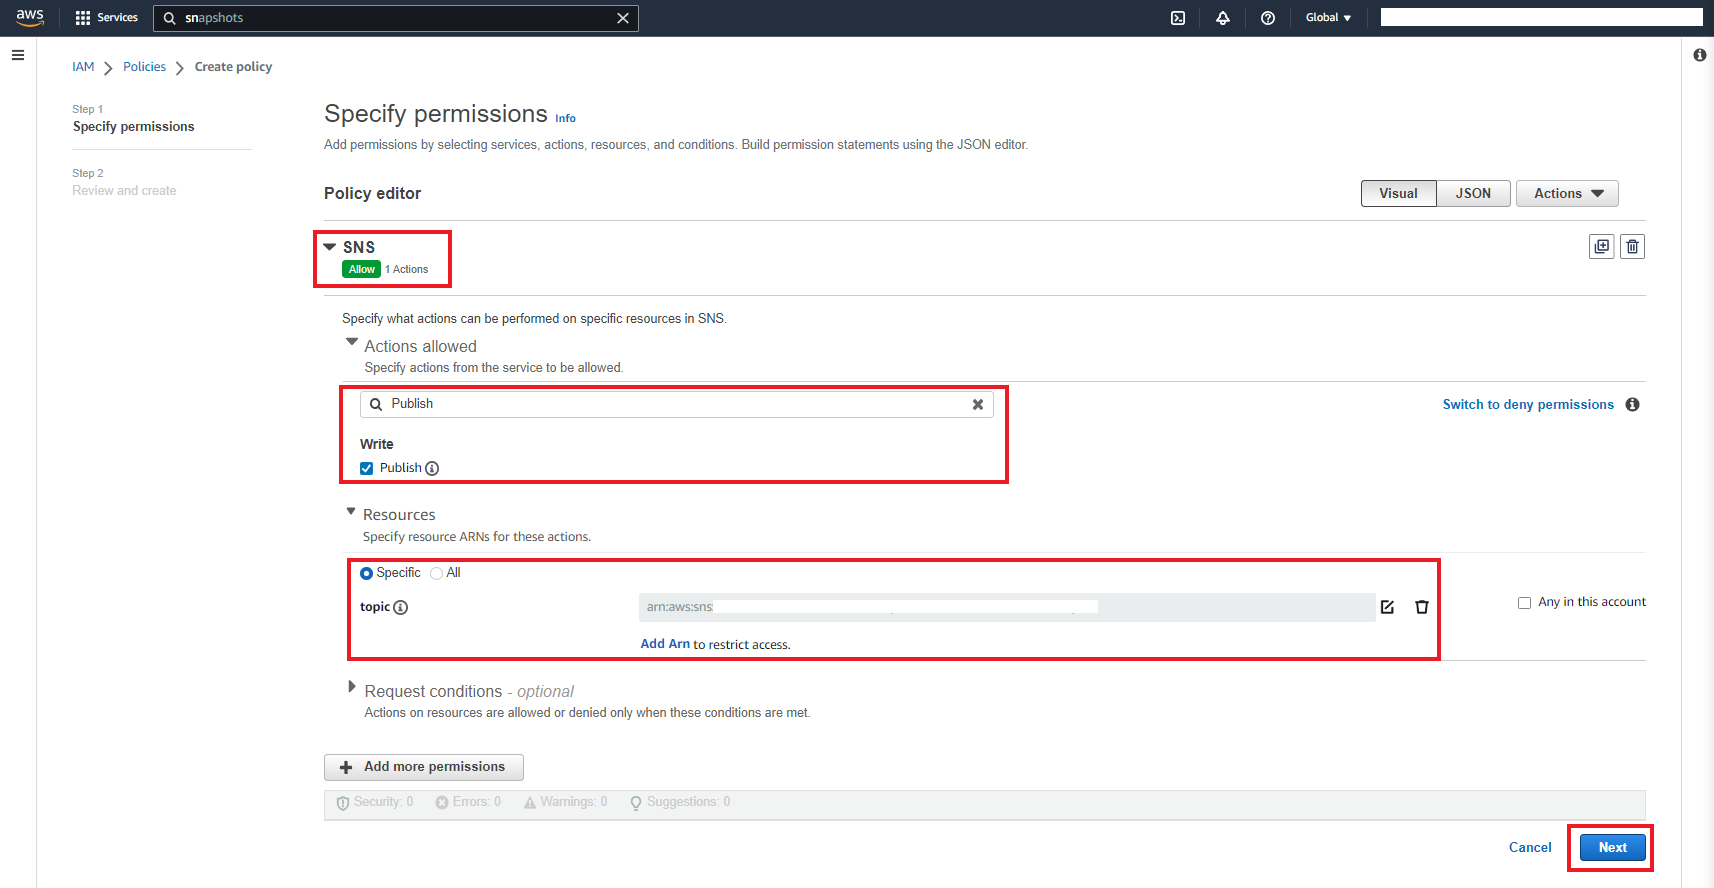 aws Services snapshots Global
IAM Policies Create policy
Step 1
Specify permissions
Step 2
Review and create
Specify permissions Info
Add permissions by selecting services, actions, resources, and conditions. Build permission statements using the JSON editor.
Policy editor Visual JSON Actions
SNS
Allow 1 Actions
Specify what actions can be performed on specific resources in SNS.
Actions allowed
Specify actions from the service to be allowed.
Publish Switch to deny permissions
Write
Publish
Resources
Specify resource ARNs for these actions.
Specific All
topic arn:aws:sns: Any in this account
Add Arn to restrict access.
Request conditions - optional
Actions on resources are allowed or denied only when these conditions are met.
Add more permissions
Security: 0 Errors: 0 Warnings: 0 Suggestions: 0
Cancel Next